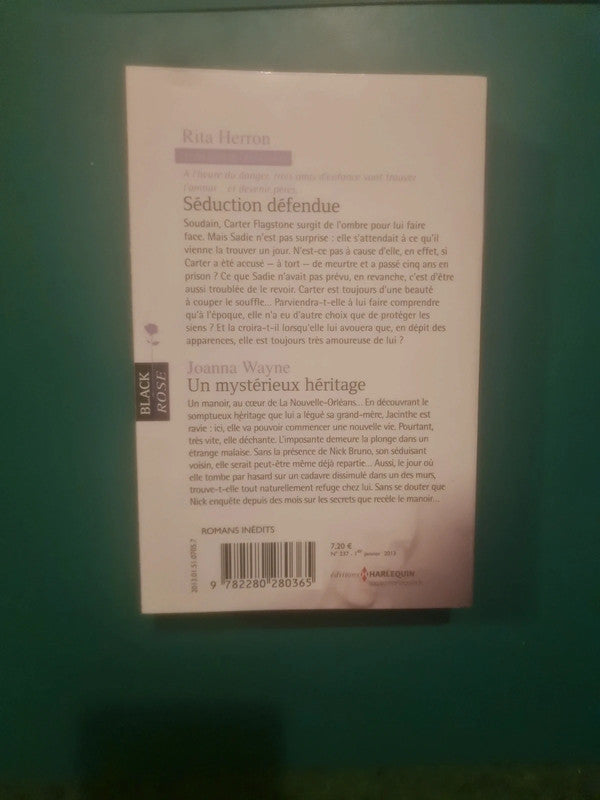 Rita Herron
A l'heure du danger, trois amis d'enfance vont trouver
l'amour... et devenir pères.
Séduction défendue
Soudain, Carter Flagstone surgit de l'ombre pour lui faire
face. Mais Sadie n'est pas surprise : elle s'attendait à ce qu'il
vienne la trouver un jour. N'est-ce pas à cause d'elle, en effet, si
Carter a été accusé — à tort — de meurtre et a passé cinq ans en
prison ? Ce que Sadie n'avait pas prévu, en revanche, c'est d'être
aussi troublée de le revoir. Carter est toujours d'une beauté
à couper le souffle... Parviendra-t-elle à lui faire comprendre
qu'à l'époque, elle n'a eu d'autre choix que de protéger les
siens ? Et la croira-t-il lorsqu'elle lui avouera que, en dépit des
apparences, elle est toujours très amoureuse de lui ?
BLACK
ROSE
Joanna Wayne
Un mystérieux héritage
Un manoir, au cœur de La Nouvelle-Orléans... En découvrant le
somptueux héritage que lui a légué sa grand-mère, Jacinthe est
ravie : ici, elle va pouvoir commencer une nouvelle vie. Pourtant,
très vite, elle déchante. L'imposante demeure la plonge dans un
étrange malaise. Sans la présence de Nick Bruno, son séduisant
voisin, elle serait peut-être même déjà repartie... Aussi, le jour où
elle tombe par hasard sur un cadavre dissimulé dans un des murs,
trouve-t-elle tout naturellement refuge chez lui. Sans se douter que
Nick enquête depuis des mois sur les secrets que recèle le manoir...
ROMANS INÉDITS
2013.01.51.0705.7
9 782280 280365
7,20 €
N° 237 - 1er janvier 2013
éditions HARLEQUIN